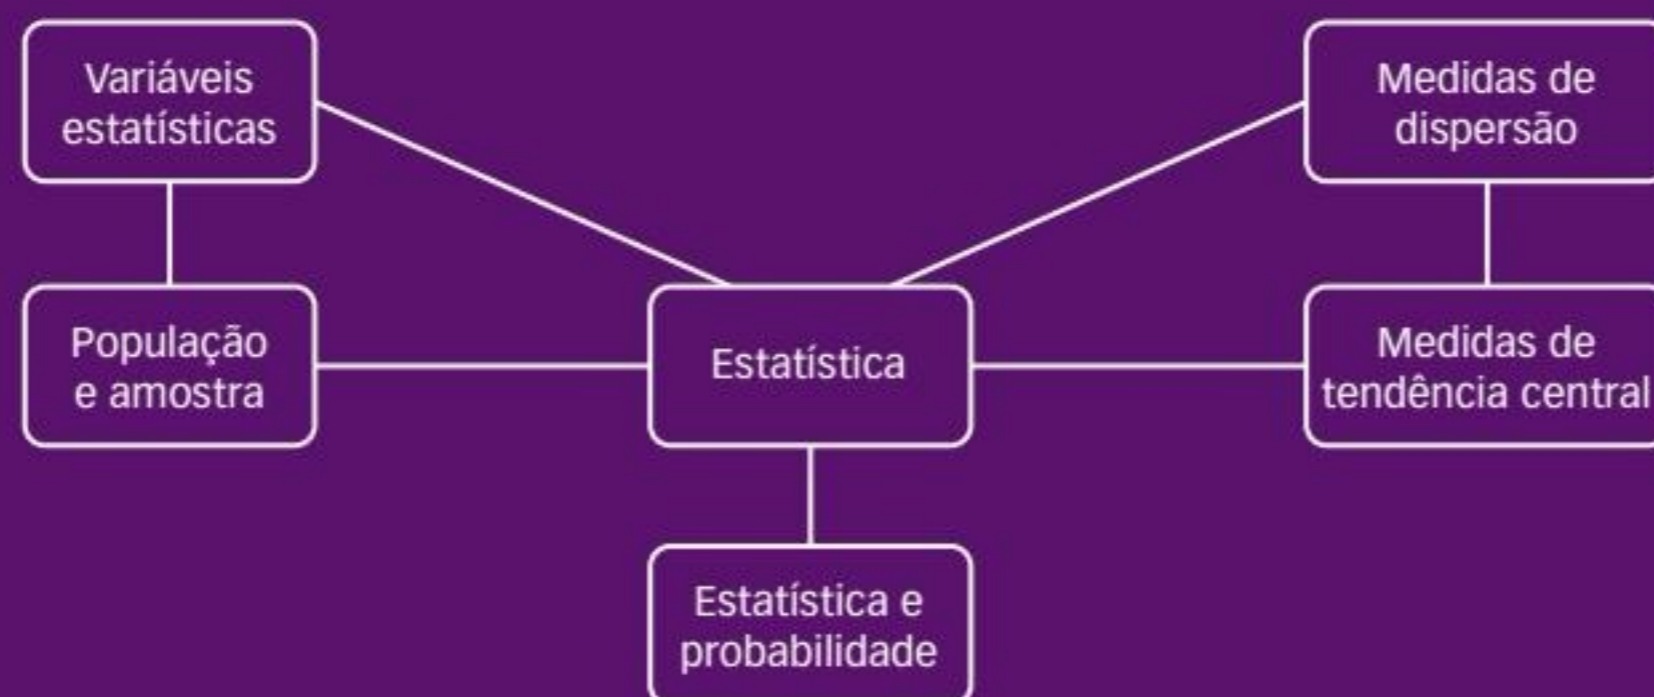 Variáveis
estatísticas
Medidas de
dispersão
População
e amostra
Estatística
Medidas de
tendência central
Estatística e
probabilidade